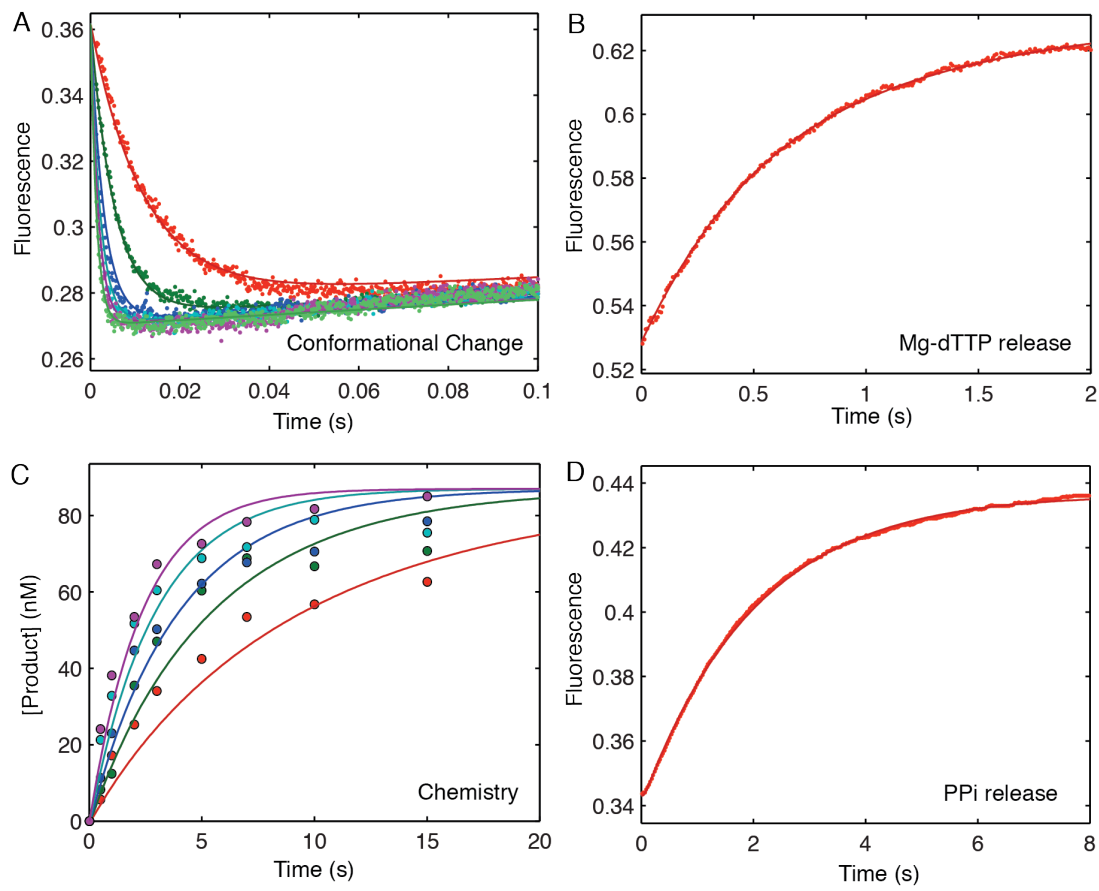 A
Fluorescence
0.36
0.34
0.32
0.3
0.28
0.26
Conformational Change
0 0.02 0.04 0.06 0.08 0.1
Time (s)
B
Fluorescence
0.62
0.6
0.58
0.56
0.54
0.52
Mg-dTTP release
0 0.5 1 1.5 2
Time (s)
C
[Product] (nM)
80
60
40
20
0
Chemistry
0 5 10 15 20
Time (s)
D
Fluorescence
0.44
0.42
0.4
0.38
0.36
0.34
PPi release
0 2 4 6 8
Time (s)